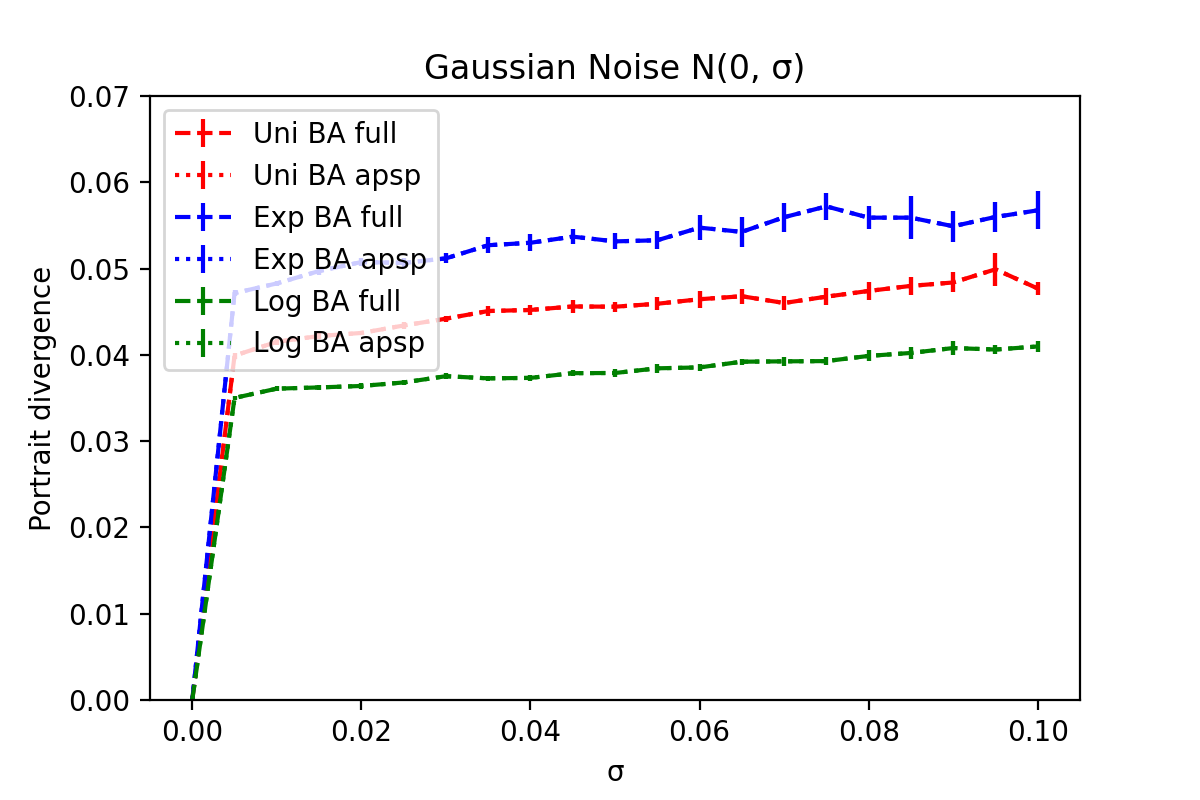 Gaussian Noise N(0, σ)
0.07
0.06
0.05
0.04
0.03
0.02
0.01
0.00
Portrait divergence
Uni BA full
Uni BA apsp
Exp BA full
Exp BA apsp
Log BA full
Log BA apsp
0.00 0.02 0.04 0.06 0.08 0.10
σ